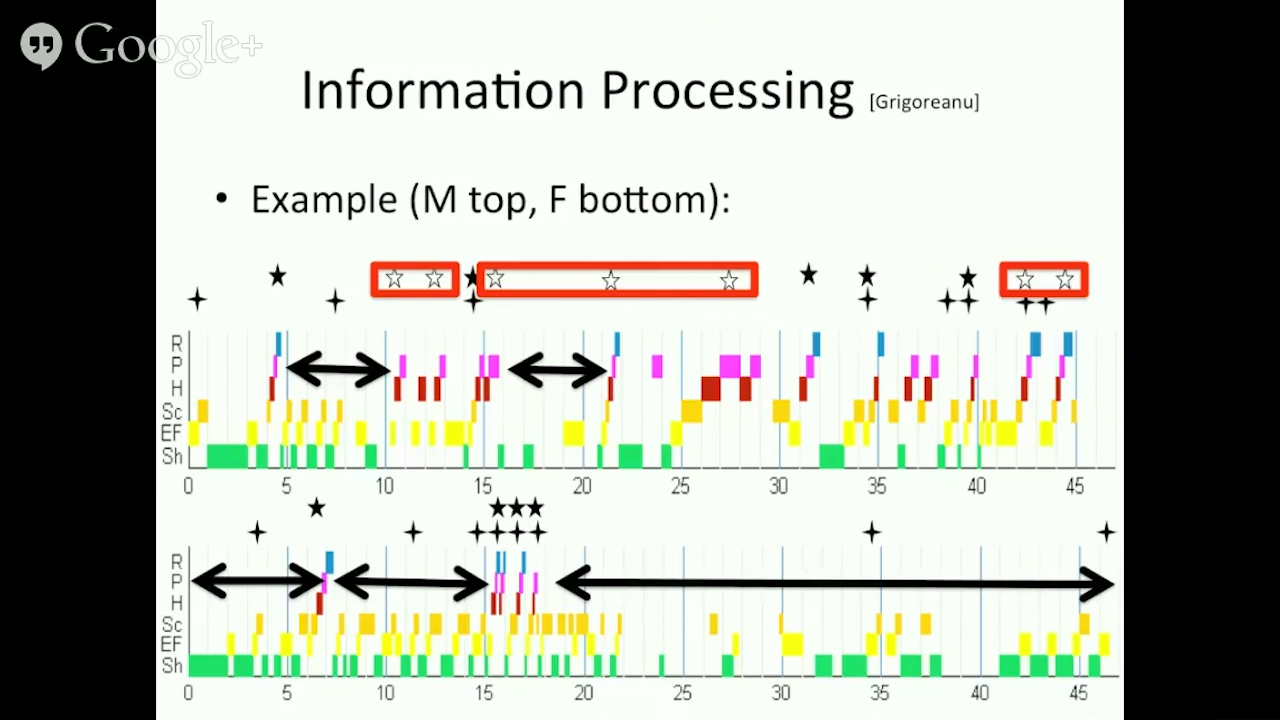 Google+
Information Processing [Grigoreanu]
• Example (M top, F bottom):
R
P
H
Sc
EF
Sh
0 5 10 15 20 25 30 35 40 45
R
P
H
Sc
EF
Sh
0 5 10 15 20 25 30 35 40 45